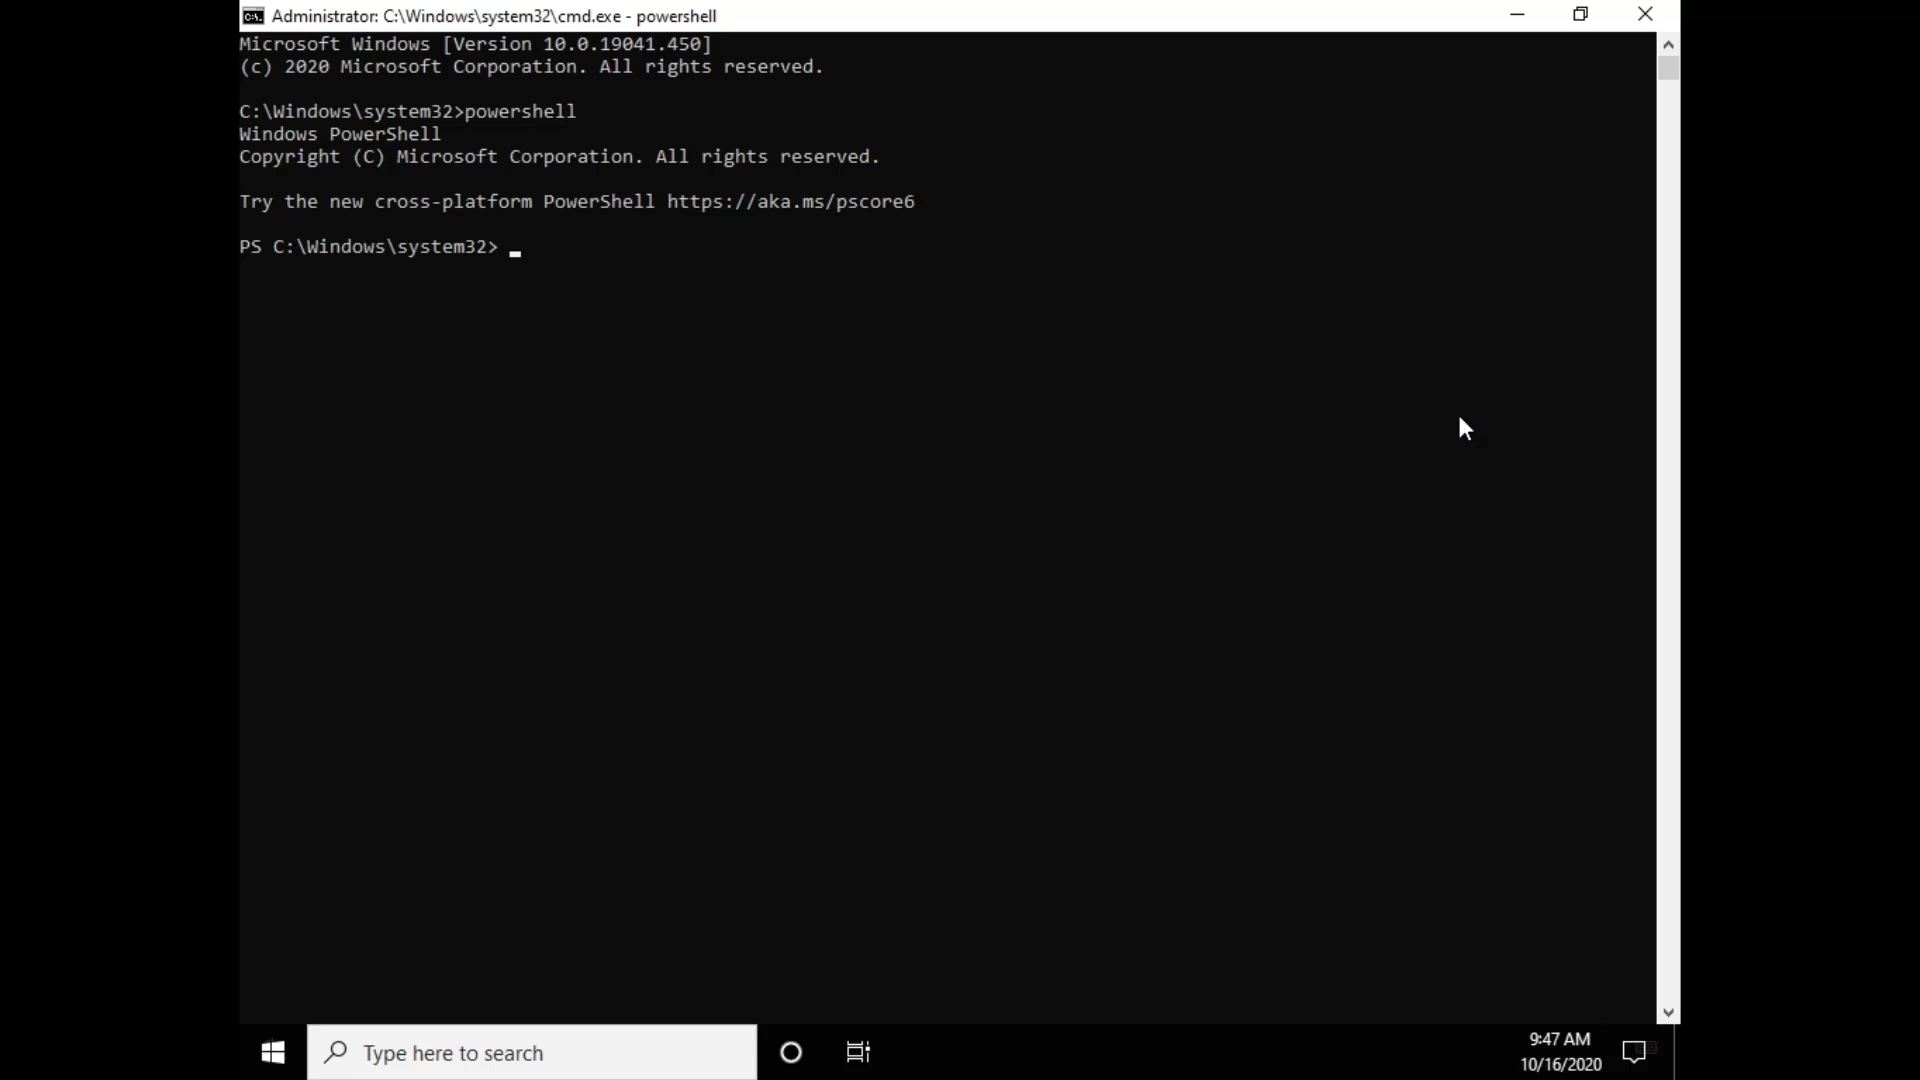 Administrator: C:\Windows\system32\cmd.exe - powershell
Microsoft Windows [Version 10.0.19041.450]
(c) 2020 Microsoft Corporation. All rights reserved.
C:\Windows\system32>powershell
Windows PowerShell
Copyright (C) Microsoft Corporation. All rights reserved.
Try the new cross-platform PowerShell https://aka.ms/pscore6
PS C:\Windows\system32>
Type here to search
9:47 AM
10/16/2020